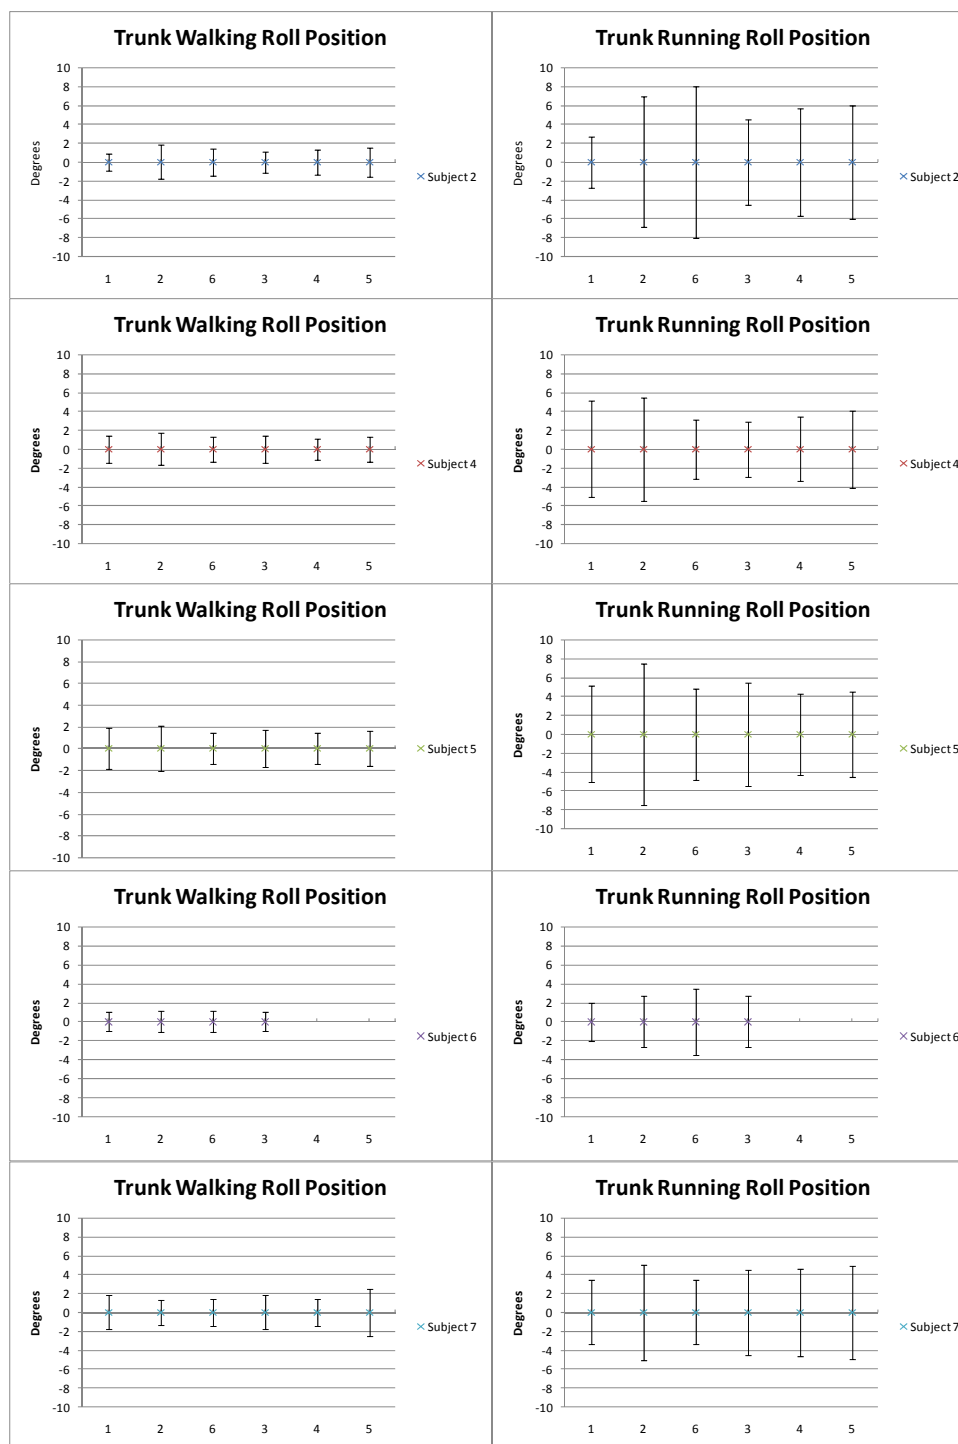 Trunk Walking Roll Position
10
8
6
4
2
0
-2
-4
-6
-8
-10
Degrees
1 2 6 3 4 5
Subject 2
Trunk Running Roll Position
10
8
6
4
2
0
-2
-4
-6
-8
-10
Degrees
1 2 6 3 4 5
Subject 2
Trunk Walking Roll Position
10
8
6
4
2
0
-2
-4
-6
-8
-10
Degrees
1 2 6 3 4 5
Subject 4
Trunk Running Roll Position
10
8
6
4
2
0
-2
-4
-6
-8
-10
Degrees
1 2 6 3 4 5
Subject 4
Trunk Walking Roll Position
10
8
6
4
2
0
-2
-4
-6
-8
-10
Degrees
1 2 6 3 4 5
Subject 5
Trunk Running Roll Position
10
8
6
4
2
0
-2
-4
-6
-8
-10
Degrees
1 2 6 3 4 5
Subject 5
Trunk Walking Roll Position
10
8
6
4
2
0
-2
-4
-6
-8
-10
Degrees
1 2 6 3 4 5
Subject 6
Trunk Running Roll Position
10
8
6
4
2
0
-2
-4
-6
-8
-10
Degrees
1 2 6 3 4 5
Subject 6
Trunk Walking Roll Position
10
8
6
4
2
0
-2
-4
-6
-8
-10
Degrees
1 2 6 3 4 5
Subject 7
Trunk Running Roll Position
10
8
6
4
2
0
-2
-4
-6
-8
-10
Degrees
1 2 6 3 4 5
Subject 7